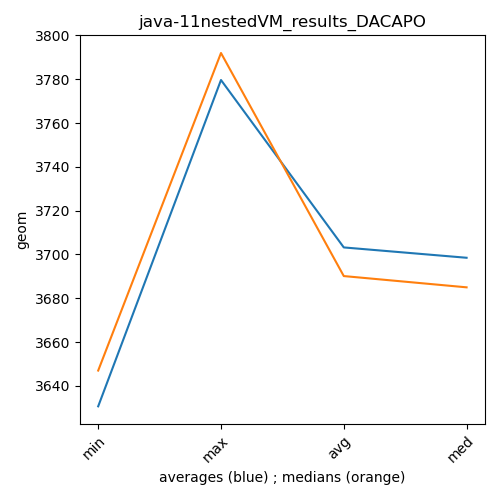 java-11nestedVM_results_DACAPO
3800
3780
3760
3740
3720
3700
3680
3660
3640
geom
min
max
avg
med
averages (blue) ; medians (orange)